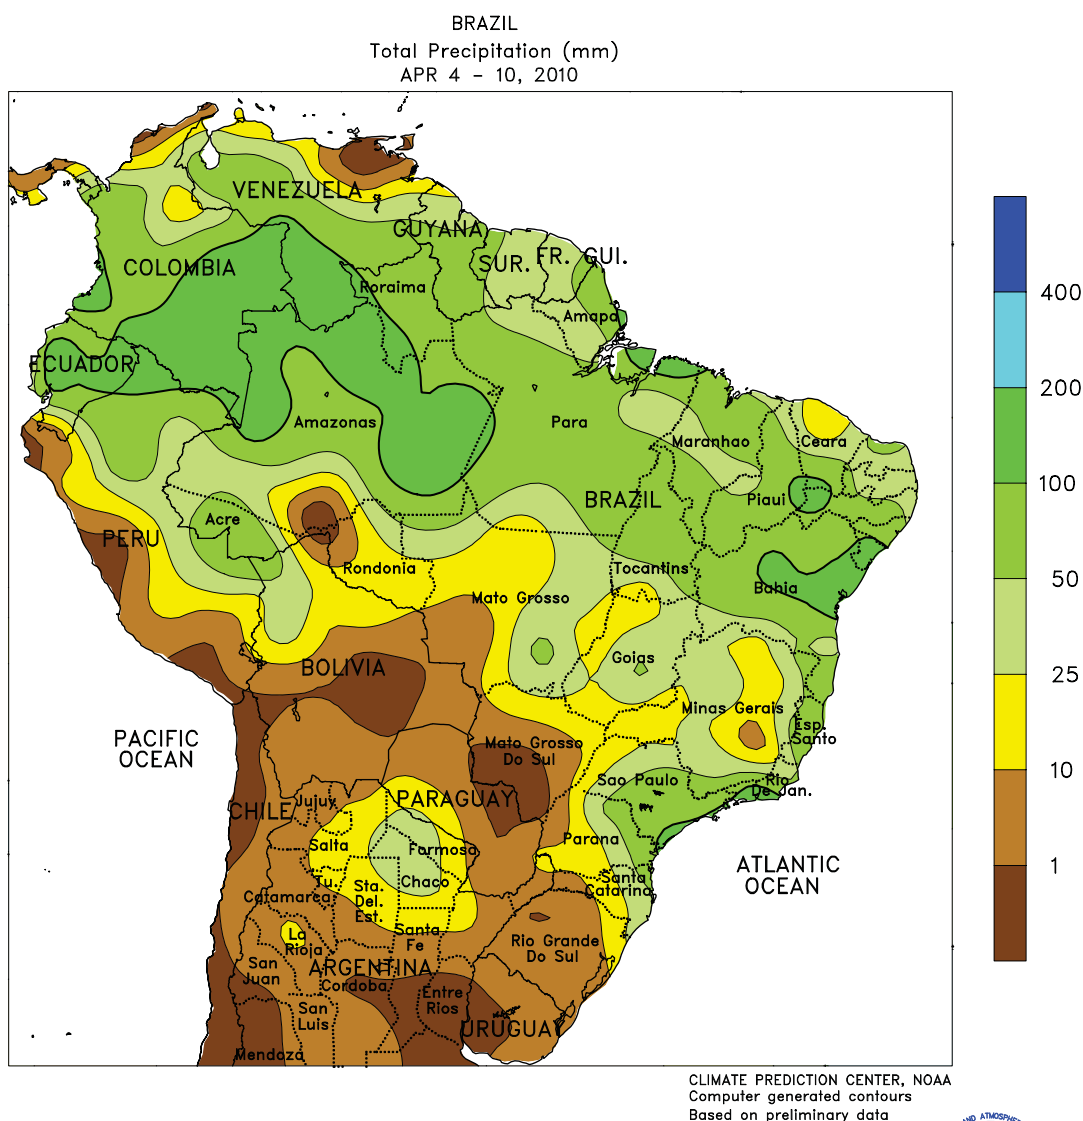 BRAZIL
Total Precipitation (mm)
APR 4 – 10, 2010
VENEZUELA
GUYANA
SUR.
FR. GUI.
COLOMBIA
Roraima
Amapa
ECUADOR
Amazonas
Para
Maranhao
Ceara
BRAZIL
Piaui
Acre
PERU
Rondonia
Tocantins
Mato Grosso
Bahia
BOLIVIA
Goias
Minas Gerais
Esp.
Santo
PACIFIC
OCEAN
Mato Grosso
Do Sul
Sao Paulo
Rio
De Jan.
CHILE
Jujuy
PARAGUAY
Salta
Formosa
Parana
ATLANTIC
OCEAN
Tu.
Chaco
Santa
Catarina
Catamarca
Sta.
Del.
Est.
La
Rioja
Santa
Fe
Rio Grande
Do Sul
San
Juan
ARGENTINA
Cordoba
Entre
Rios
San
Luis
URUGUAY
Mendoza
400
200
100
50
25
10
1
CLIMATE PREDICTION CENTER, NOAA
Computer generated contours
Based on preliminary data
AND ATMOSPHE